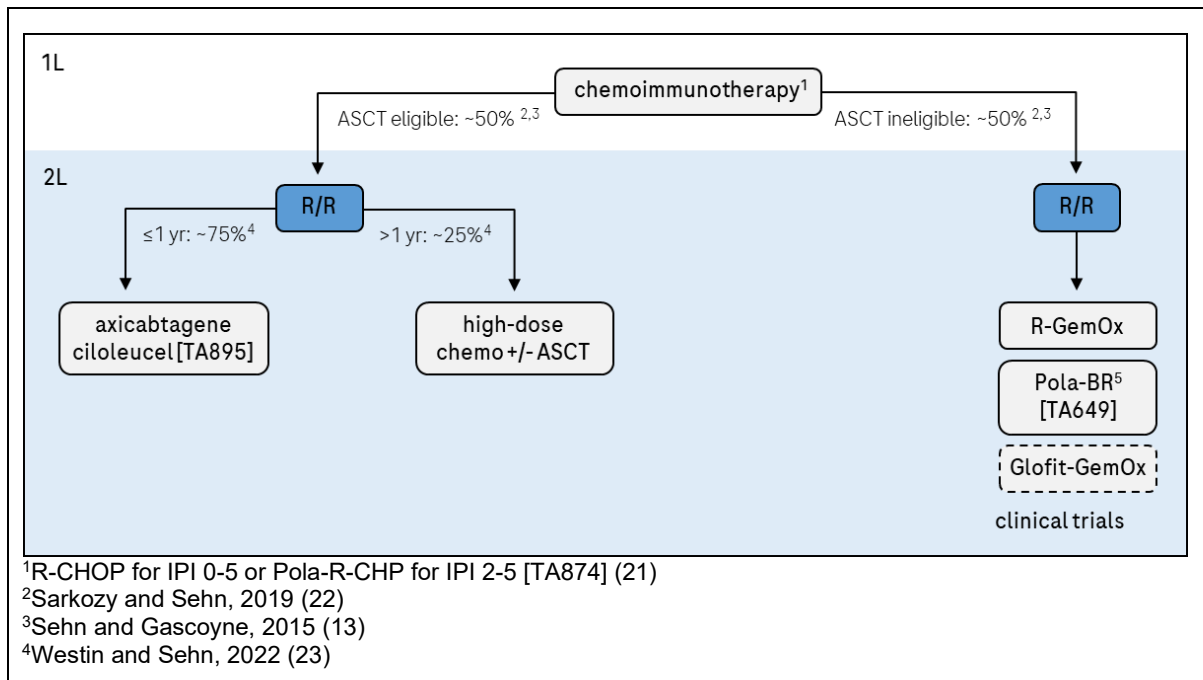 1L
chemoimmunotherapy¹
ASCT eligible: ~50% ²,³
ASCT ineligible: ~50% ²,³
2L
R/R
R/R
≤1 yr: ~75%⁴
>1 yr: ~25%⁴
axicabtagene
ciloleucel [TA895]
high-dose
chemo +/- ASCT
R-GemOx
Pola-BR⁵
[TA649]
Glofit-GemOx
clinical trials
¹R-CHOP for IPI 0-5 or Pola-R-CHP for IPI 2-5 [TA874] (21)
²Sarkozy and Sehn, 2019 (22)
³Sehn and Gascoyne, 2015 (13)
⁴Westin and Sehn, 2022 (23)